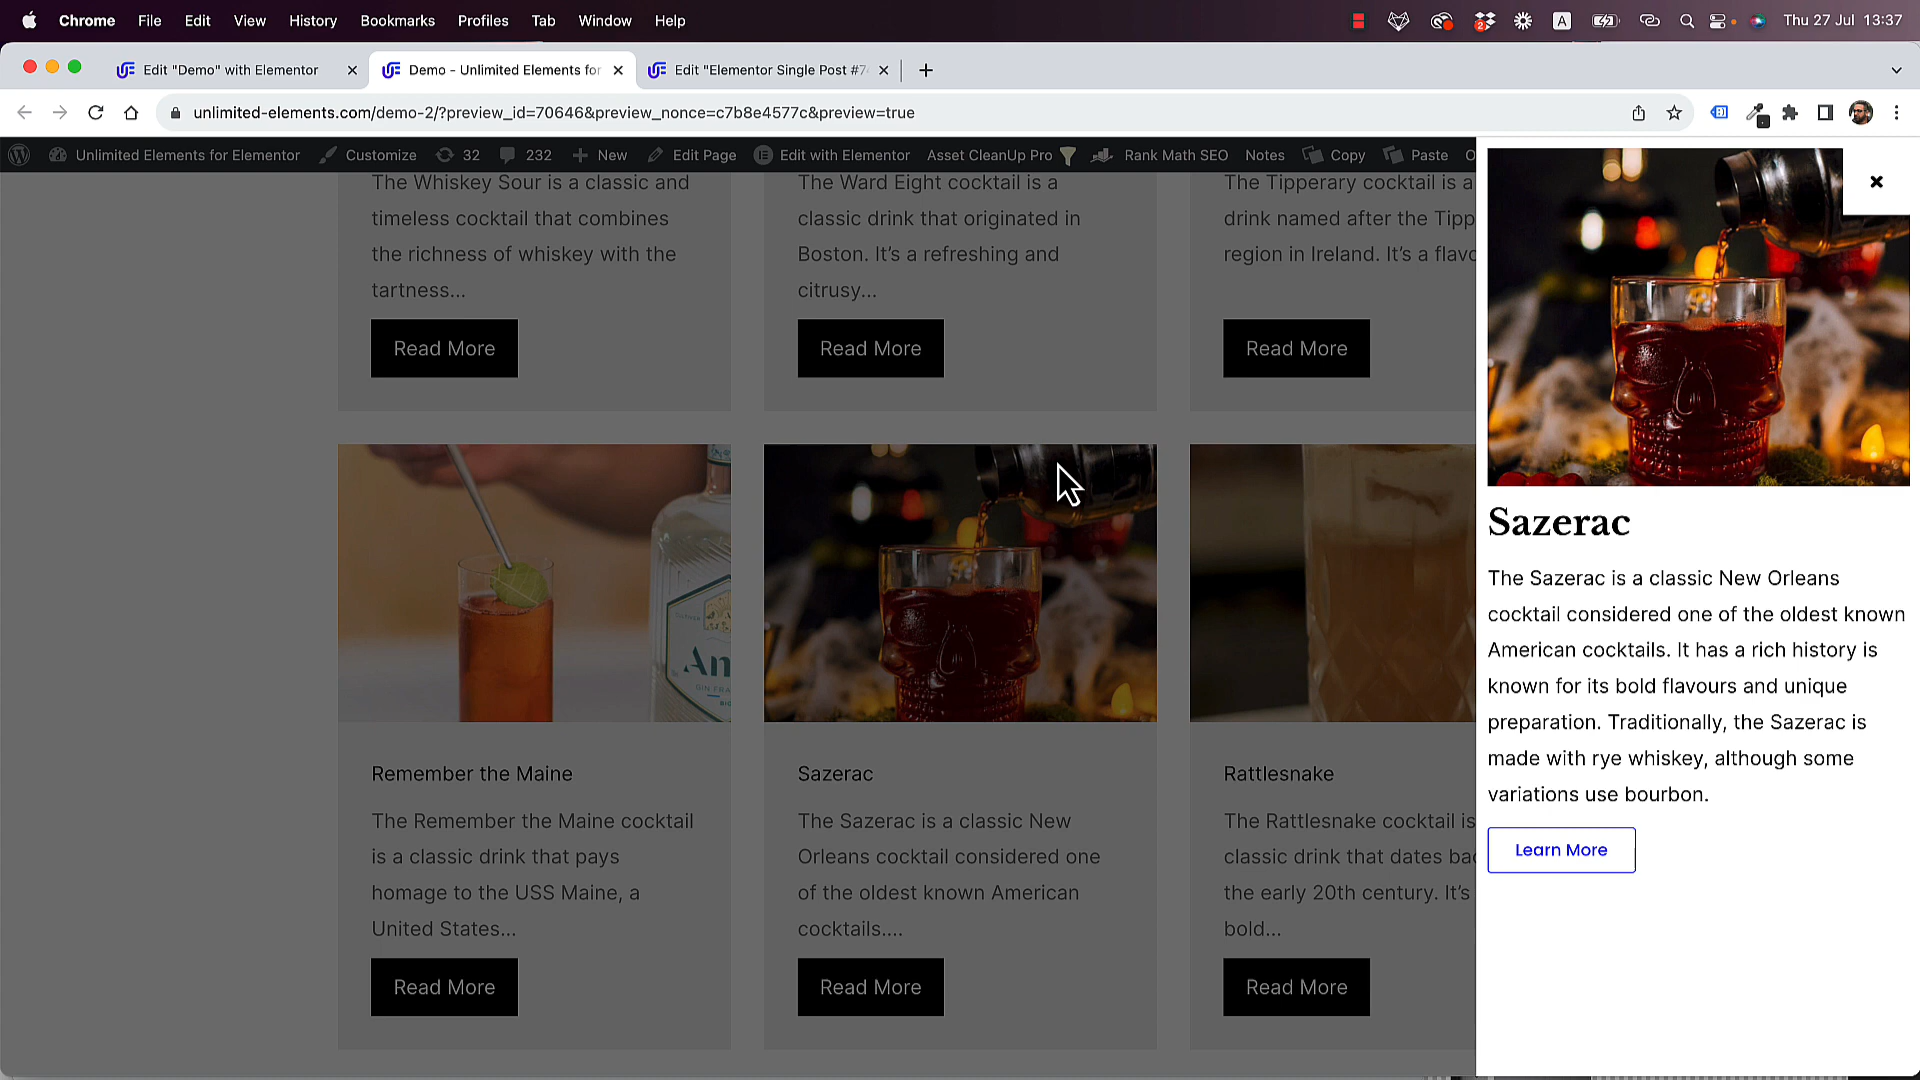 Chrome File Edit View History Bookmarks Profiles Tab Window Help
2 A Thu 27 Jul 13:37
Edit "Demo" with Elementor
Demo - Unlimited Elements for
Edit "Elementor Single Post #7
unlimited-elements.com/demo-2/?preview_id=70646&preview_nonce=c7b8e4577c&preview=true
Unlimited Elements for Elementor Customize 32 232 New Edit Page Edit with Elementor Asset CleanUp Pro Rank Math SEO Notes Copy Paste
The Whiskey Sour is a classic and
timeless cocktail that combines
the richness of whiskey with the
tartness...
Read More
The Ward Eight cocktail is a
classic drink that originated in
Boston. It's a refreshing and
citrusy...
Read More
The Tipperary cocktail is a
drink named after the Tipp
region in Ireland. It's a flavo
Read More
Remember the Maine
The Remember the Maine cocktail
is a classic drink that pays
homage to the USS Maine, a
United States...
Read More
Sazerac
The Sazerac is a classic New
Orleans cocktail considered one
of the oldest known American
cocktails....
Read More
Rattlesnake
The Rattlesnake cocktail is
classic drink that dates bac
the early 20th century. It's
bold...
Read More
Sazerac
The Sazerac is a classic New Orleans
cocktail considered one of the oldest known
American cocktails. It has a rich history is
known for its bold flavours and unique
preparation. Traditionally, the Sazerac is
made with rye whiskey, although some
variations use bourbon.
Learn More